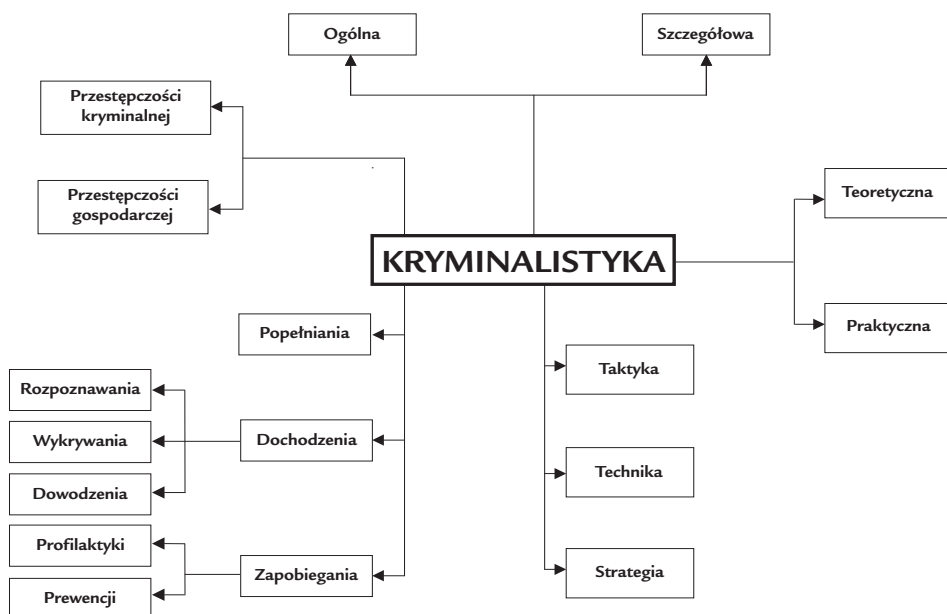 Ogólna
Szczegółowa
Przestępczości
kryminalnej
Przestępczości
gospodarczej
Teoretyczna
KRYMINALISTYKA
Praktyczna
Popełniania
Taktyka
Rozpoznawania
Wykrywania
Dochodzenia
Technika
Dowodzenia
Profilaktyki
Zapobiegania
Strategia
Prewencji